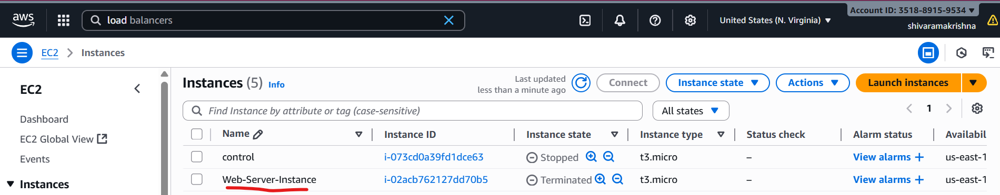 aws
load balancers
United States (N. Virginia)
Account ID: 3518-8915-9534
shivaramakrishna
EC2
Instances
EC2
Dashboard
EC2 Global View
Events
Instances
Instances (5) Info
Last updated
less than a minute ago
Connect
Instance state
Actions
Launch instances
Find Instance by attribute or tag (case-sensitive)
All states
1
Name Instance ID Instance state Instance type Status check Alarm status Availabil
control i-073cd0a39fd1dce63 Stopped t3.micro – View alarms + us-east-1
Web-Server-Instance i-02acb762127dd70b5 Terminated t3.micro – View alarms + us-east-1